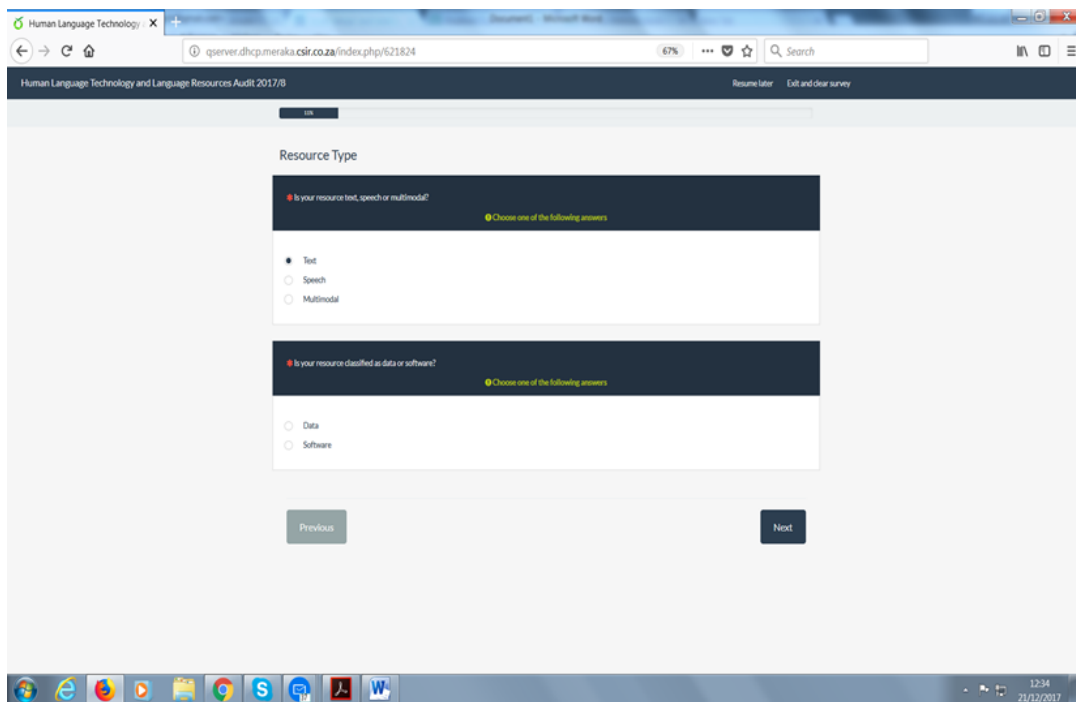 Human Language Technology
Document1 - Microsoft Word
qserver.dhcp.meraka.csir.co.za/index.php/621824
67%
Search
Human Language Technology and Language Resources Audit 2017/8
Resume later
Exit and clear survey
Resource Type
Is your resource text, speech or multimodal?
Choose one of the following answers
Text
Speech
Multimodal
Is your resource classified as data or software?
Choose one of the following answers
Data
Software
Previous
Next
12:34
21/12/2017